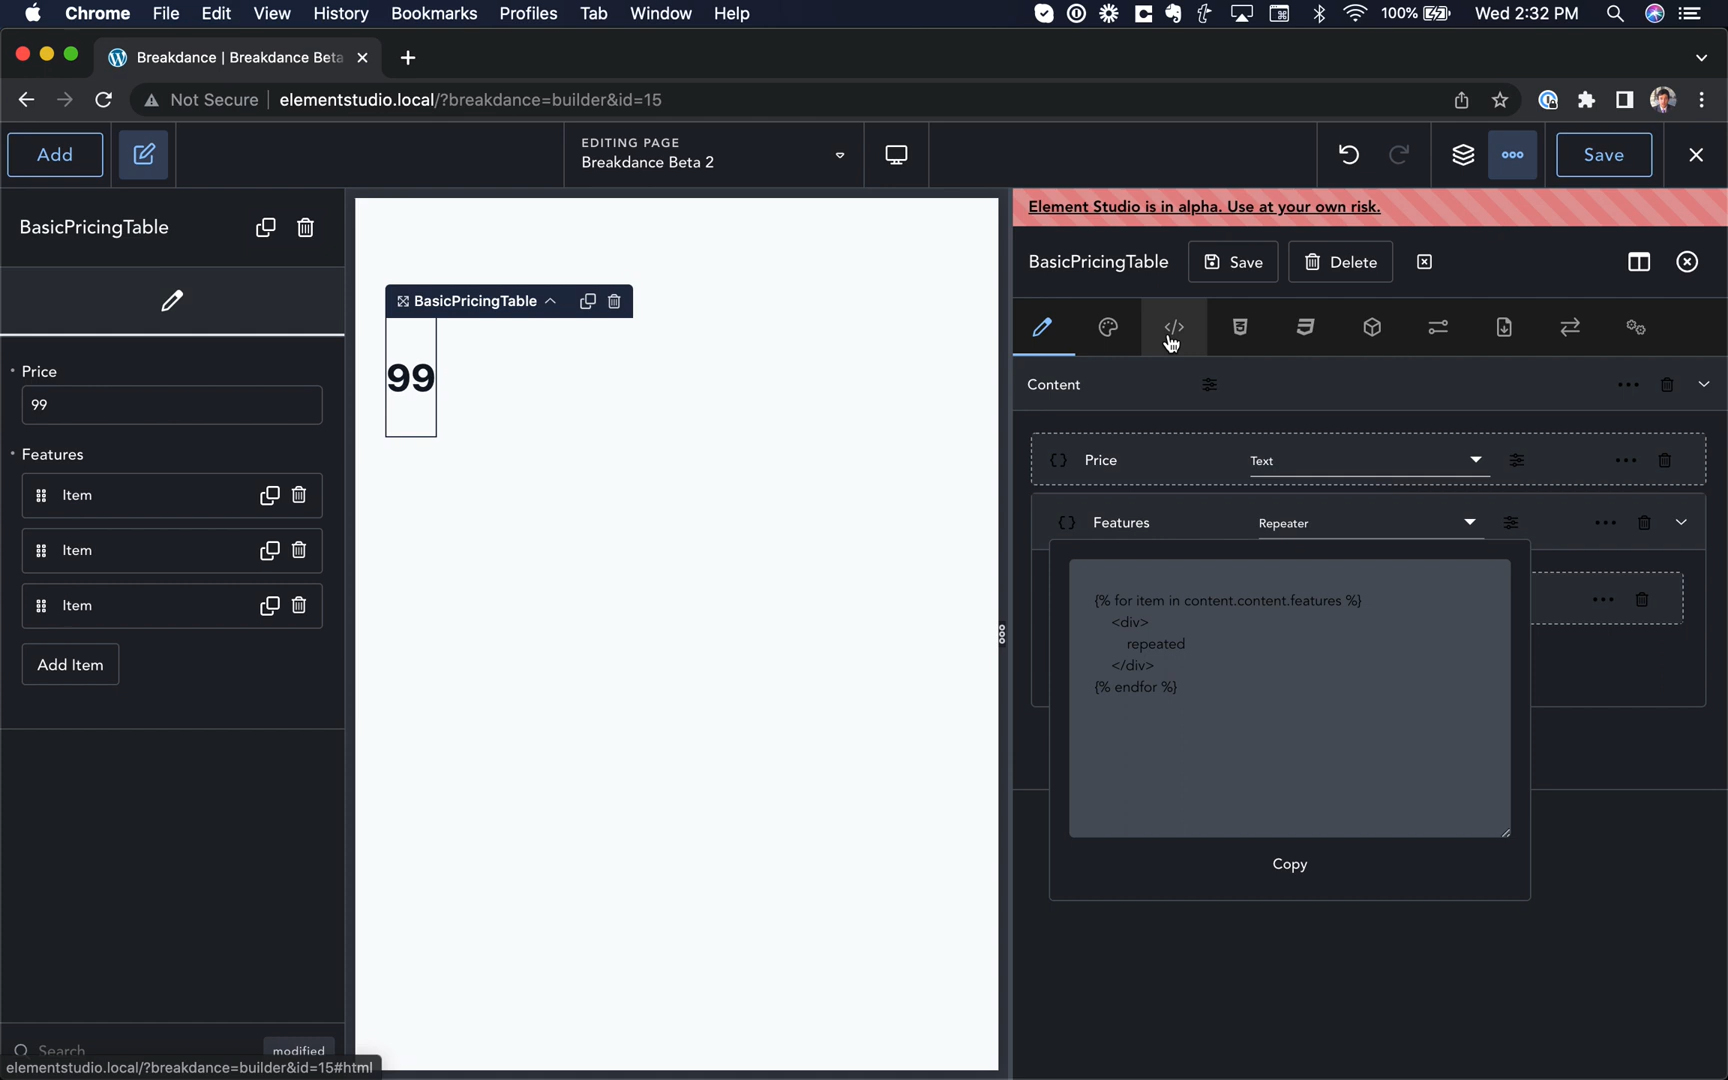 Chrome File Edit View History Bookmarks Profiles Tab Window Help 100% Wed 2:32 PM
Breakdance | Breakdance Beta
Not Secure elementstudio.local/?breakdance=builder&id=15
Add
EDITING PAGE
Breakdance Beta 2
Save
BasicPricingTable
Price
99
Features
Item
Item
Item
Add Item
Search
modified
elementstudio.local/?breakdance=builder&id=15#html
BasicPricingTable
99
Element Studio is in alpha. Use at your own risk.
BasicPricingTable Save Delete
Content
Price Text
Features Repeater
{% for item in content.content.features %}
<div>
repeated
</div>
{% endfor %}
Copy